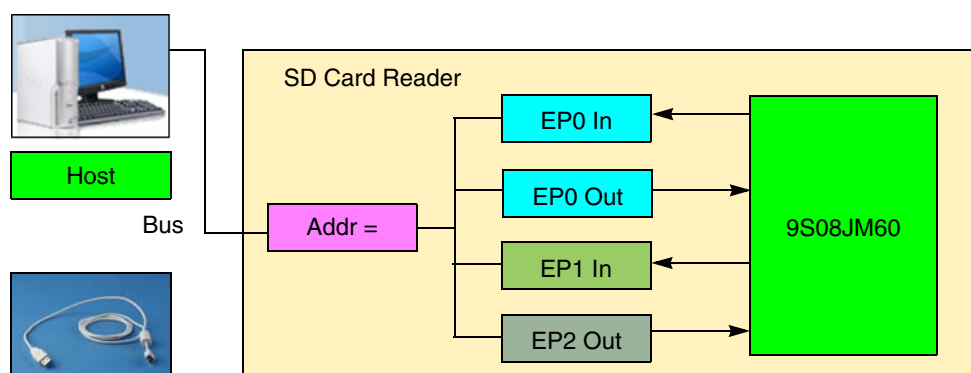 SD Card Reader
EP0 In
Host
EP0 Out
Bus
Addr =
9S08JM60
EP1 In
EP2 Out